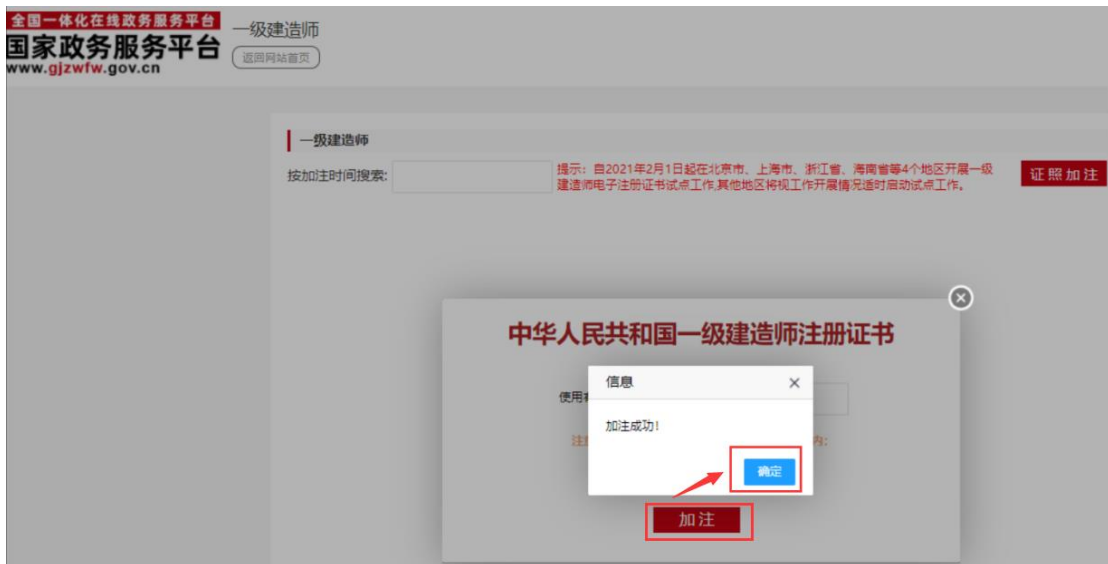 全国一体化在线政务服务平台
国家政务服务平台
www.gjzwfw.gov.cn
一级建造师
返回网站首页
一级建造师
按加注时间搜索:
提示：自2021年2月1日起在北京市、上海市、浙江省、海南省等4个地区开展一级
建造师电子注册证书试点工作,其他地区将视工作开展情况适时启动试点工作。
证照加注
中华人民共和国一级建造师注册证书
信息
使用
加注成功!
注
内:
确定
加注